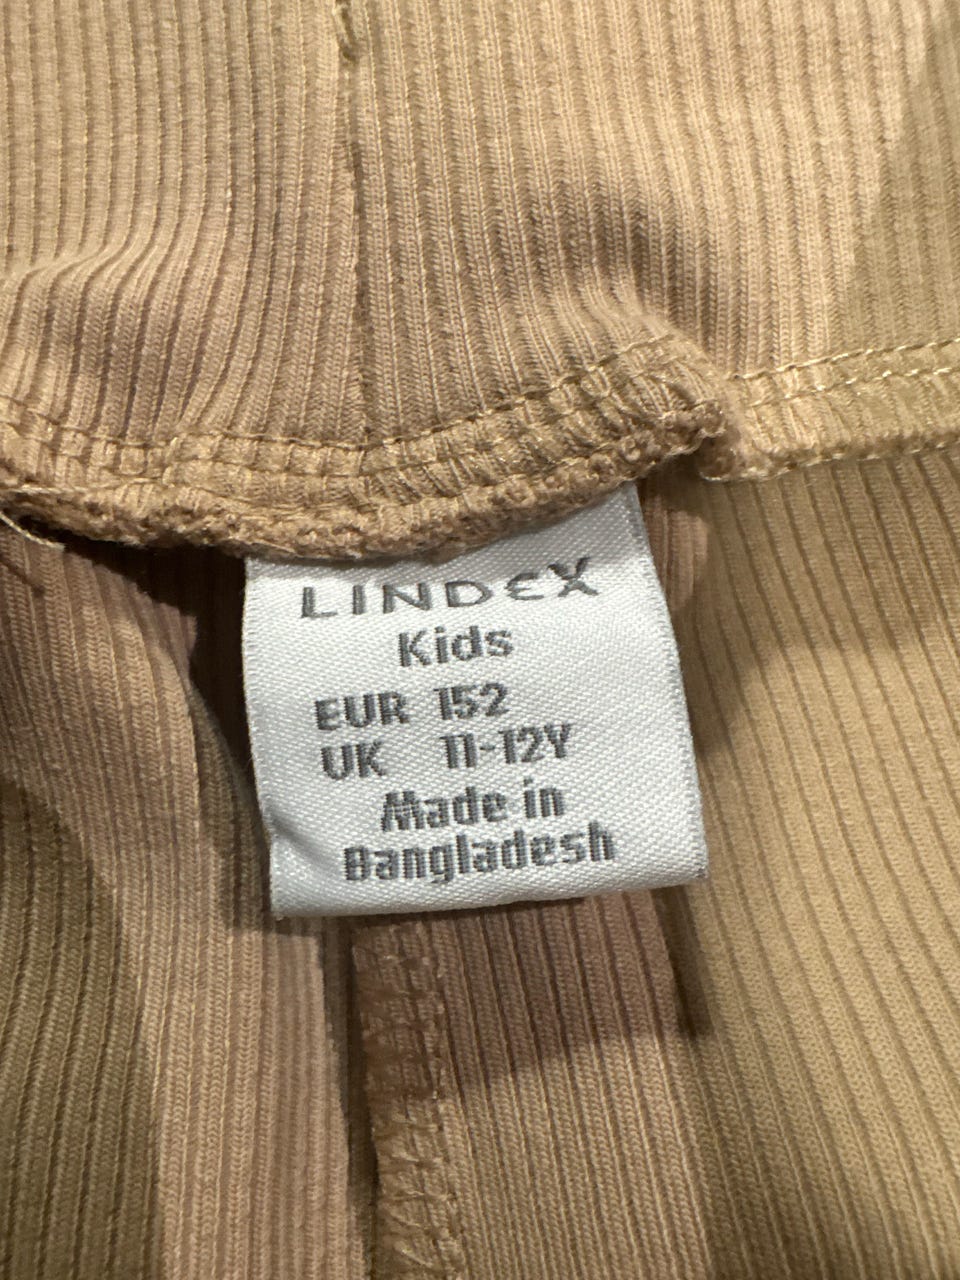 LINDEX
Kids
EUR 152
UK 11-12Y
Made in
Bangladesh